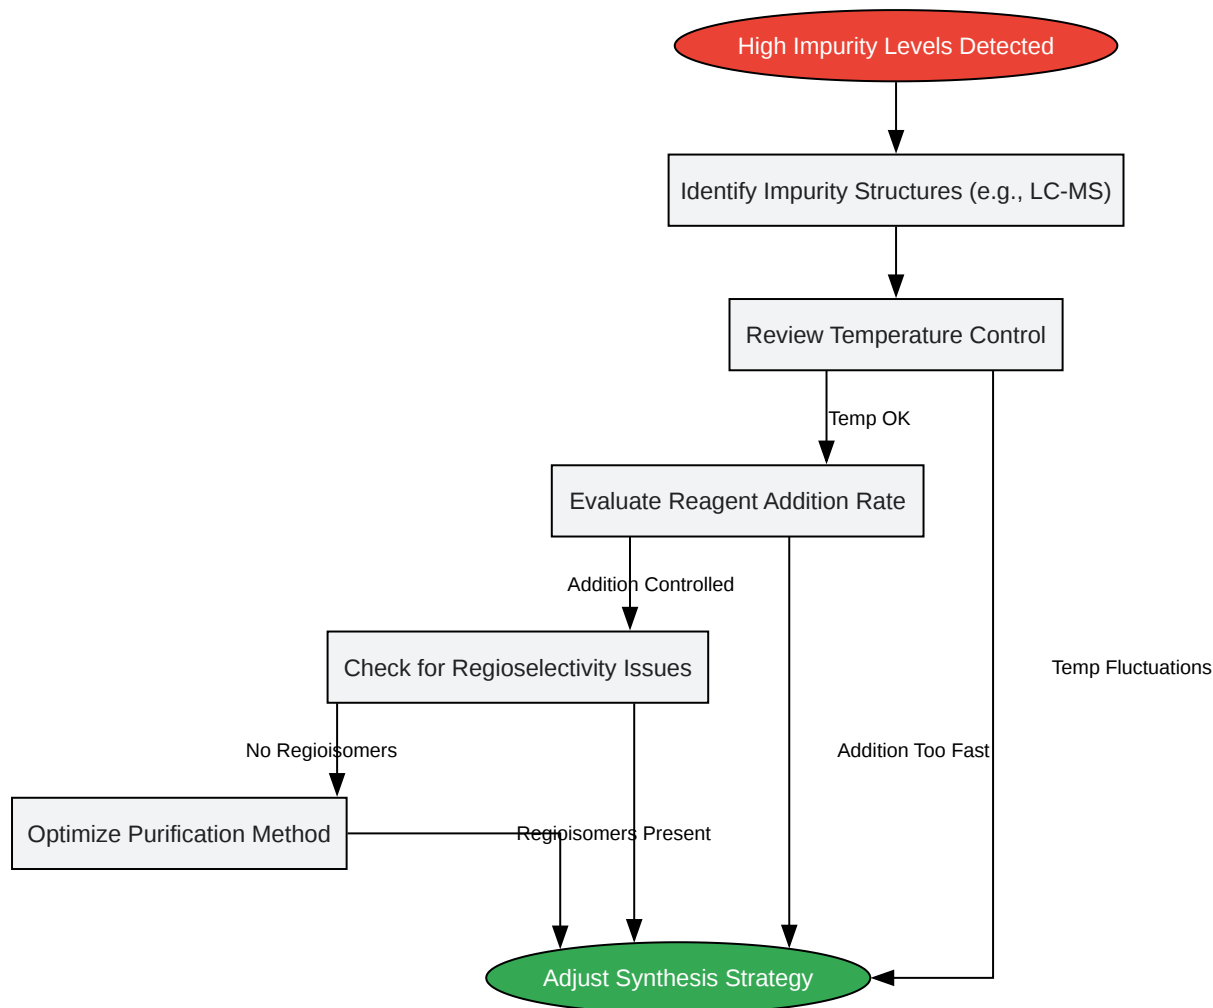 High Impurity Levels Detected
Identify Impurity Structures (e.g., LC-MS)
Review Temperature Control
Temp OK
Evaluate Reagent Addition Rate
Addition Controlled
Check for Regioselectivity Issues
Temp Fluctuations
No Regioisomers
Addition Too Fast
Optimize Purification Method
Regioisomers Present
Adjust Synthesis Strategy